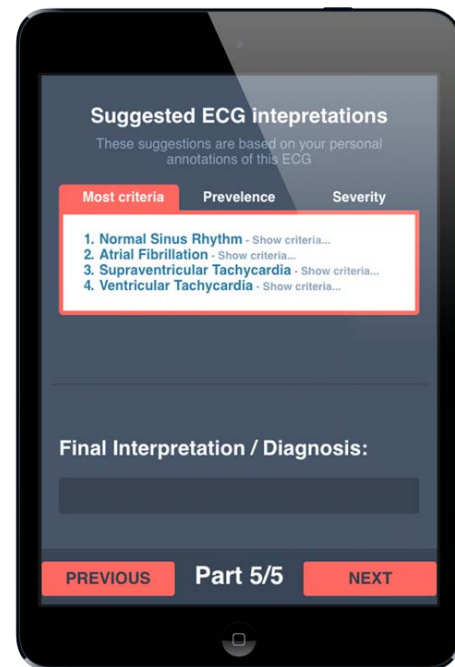 Suggested ECG intepretations
These suggestions are based on your personal
annotations of this ECG
Most criteria Prevelence Severity
1. Normal Sinus Rhythm - Show criteria...
2. Atrial Fibrillation - Show criteria...
3. Supraventricular Tachycardia - Show criteria...
4. Ventricular Tachycardia - Show criteria...
Final Interpretation / Diagnosis:
PREVIOUS Part 5/5 NEXT